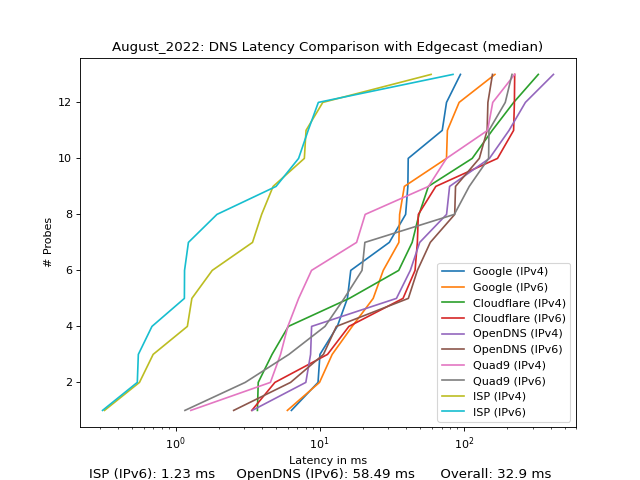 August_2022: DNS Latency Comparison with Edgecast (median)
# Probes
12
10
8
6
4
2
10⁰
10¹
10²
Latency in ms
Google (IPv4)
Google (IPv6)
Cloudflare (IPv4)
Cloudflare (IPv6)
OpenDNS (IPv4)
OpenDNS (IPv6)
Quad9 (IPv4)
Quad9 (IPv6)
ISP (IPv4)
ISP (IPv6)
ISP (IPv6): 1.23 ms OpenDNS (IPv6): 58.49 ms Overall: 32.9 ms